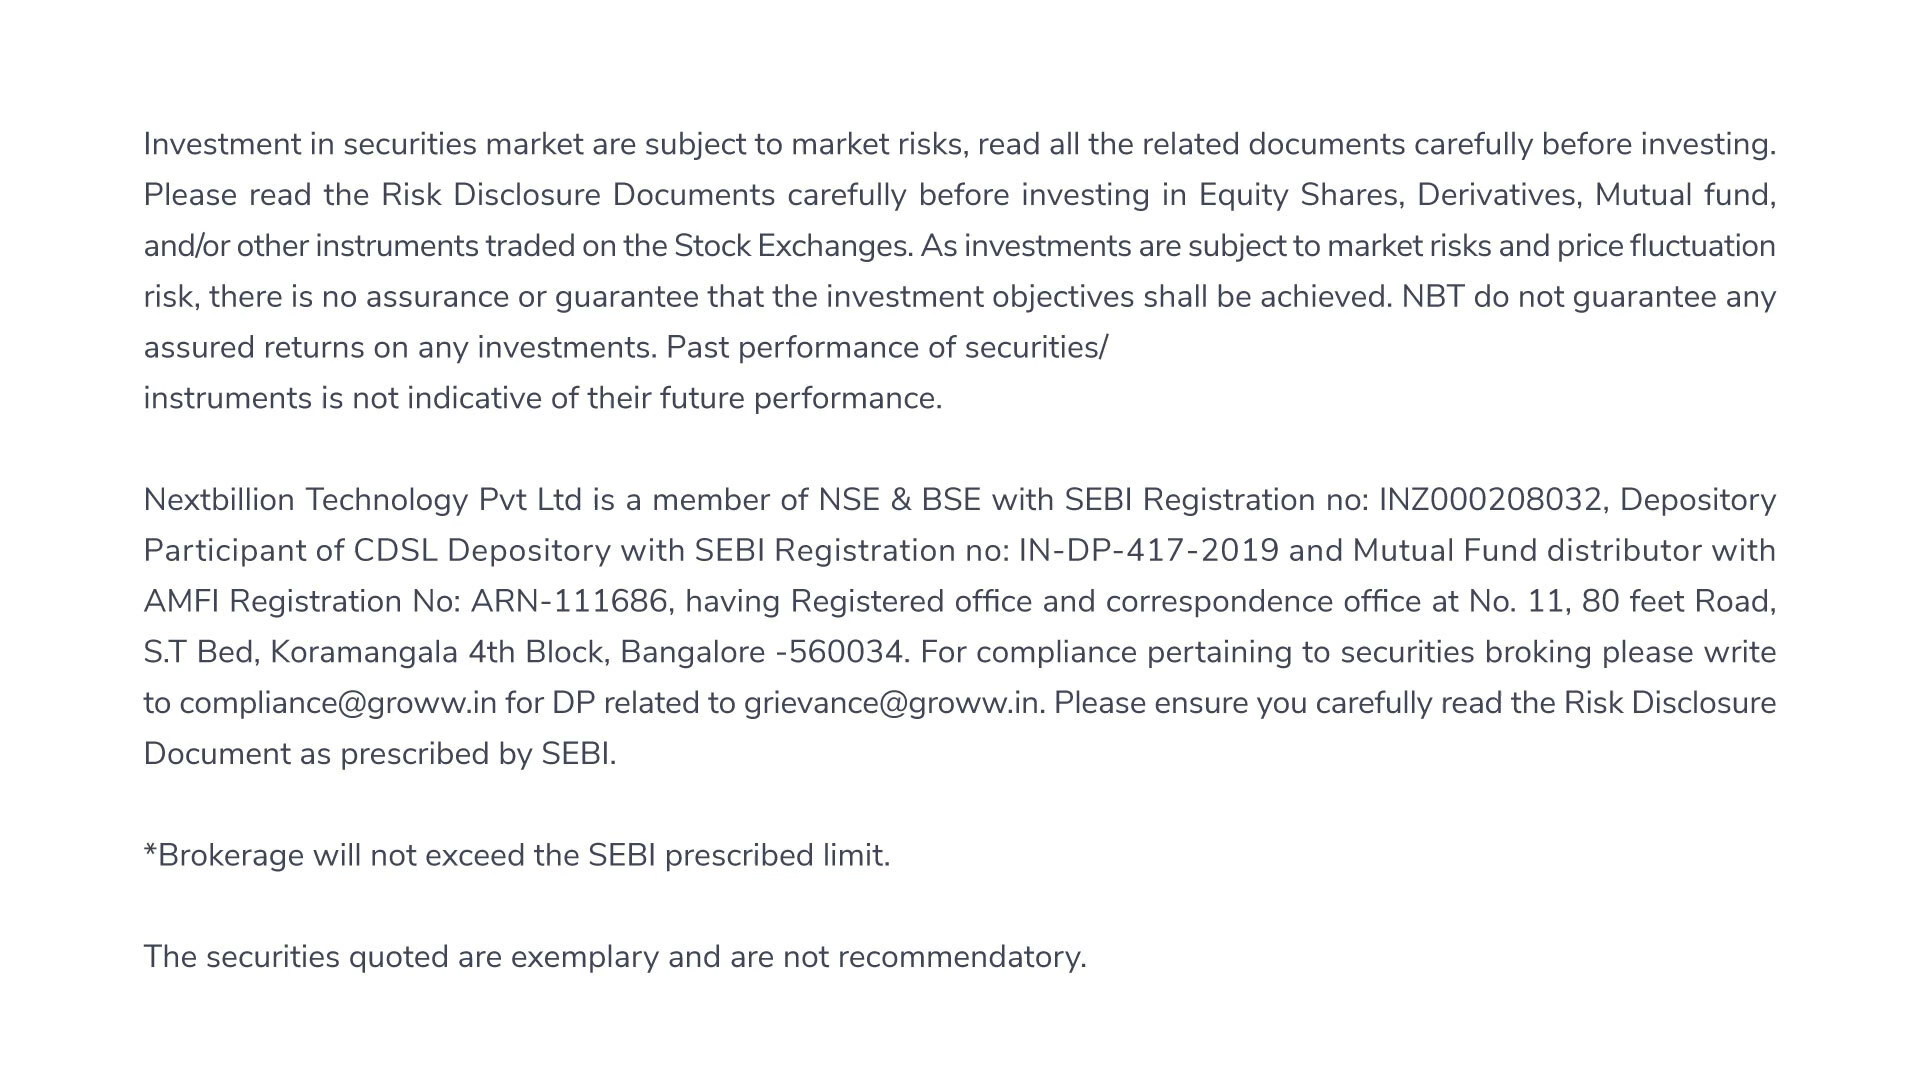 Investment in securities market are subject to market risks, read all the related documents carefully before investing.
Please read the Risk Disclosure Documents carefully before investing in Equity Shares, Derivatives, Mutual fund,
and/or other instruments traded on the Stock Exchanges. As investments are subject to market risks and price fluctuation
risk, there is no assurance or guarantee that the investment objectives shall be achieved. NBT do not guarantee any
assured returns on any investments. Past performance of securities/
instruments is not indicative of their future performance.
Nextbillion Technology Pvt Ltd is a member of NSE & BSE with SEBI Registration no: INZ000208032, Depository
Participant of CDSL Depository with SEBI Registration no: IN-DP-417-2019 and Mutual Fund distributor with
AMFI Registration No: ARN-111686, having Registered office and correspondence office at No. 11, 80 feet Road,
S.T Bed, Koramangala 4th Block, Bangalore -560034. For compliance pertaining to securities broking please write
to compliance@groww.in for DP related to grievance@groww.in. Please ensure you carefully read the Risk Disclosure
Document as prescribed by SEBI.
*Brokerage will not exceed the SEBI prescribed limit.
The securities quoted are exemplary and are not recommendatory.